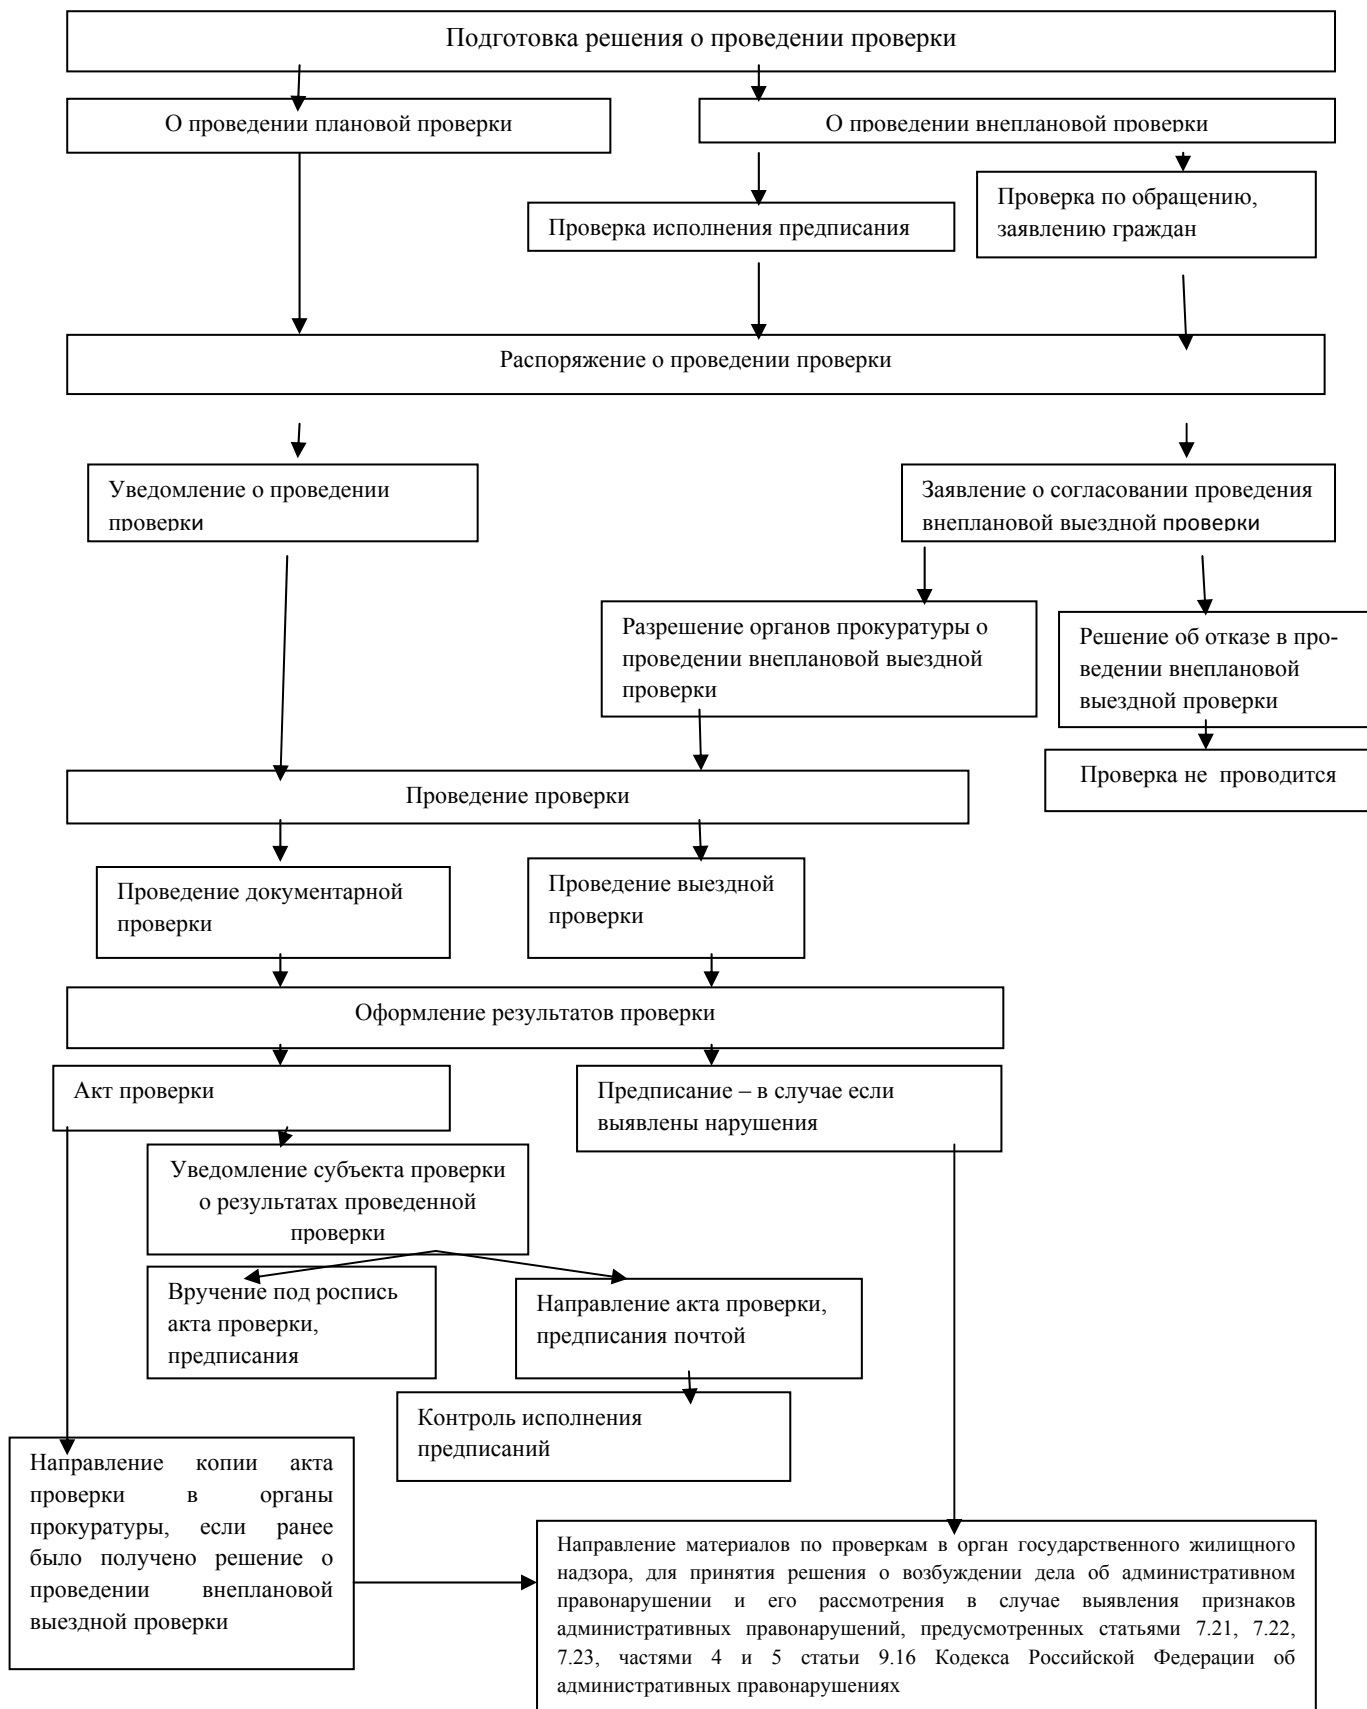 Подготовка решения о проведении проверки
О проведении плановой проверки
О проведении внеплановой проверки
Проверка по обращению,
заявлению граждан
Проверка исполнения предписания
Распоряжение о проведении проверки
Уведомление о проведении
проверки
Заявление о согласовании проведения
внеплановой выездной проверки
Разрешение органов прокуратуры о
проведении внеплановой выездной
проверки
Решение об отказе в про-
ведении внеплановой
выездной проверки
Проверка не проводится
Проведение проверки
Проведение документарной
проверки
Проведение выездной
проверки
Оформление результатов проверки
Акт проверки
Предписание – в случае если
выявлены нарушения
Уведомление субъекта проверки
о результатах проведенной
проверки
Вручение под роспись
акта проверки,
предписания
Направление акта проверки,
предписания почтой
Контроль исполнения
предписаний
Направление копии акта
проверки в органы
прокуратуры, если ранее
было получено решение о
проведении внеплановой
выездной проверки
Направление материалов по проверкам в орган государственного жилищного
надзора, для принятия решения о возбуждении дела об административном
правонарушении и его рассмотрения в случае выявления признаков
административных правонарушений, предусмотренных статьями 7.21, 7.22,
7.23, частями 4 и 5 статьи 9.16 Кодекса Российской Федерации об
административных правонарушениях